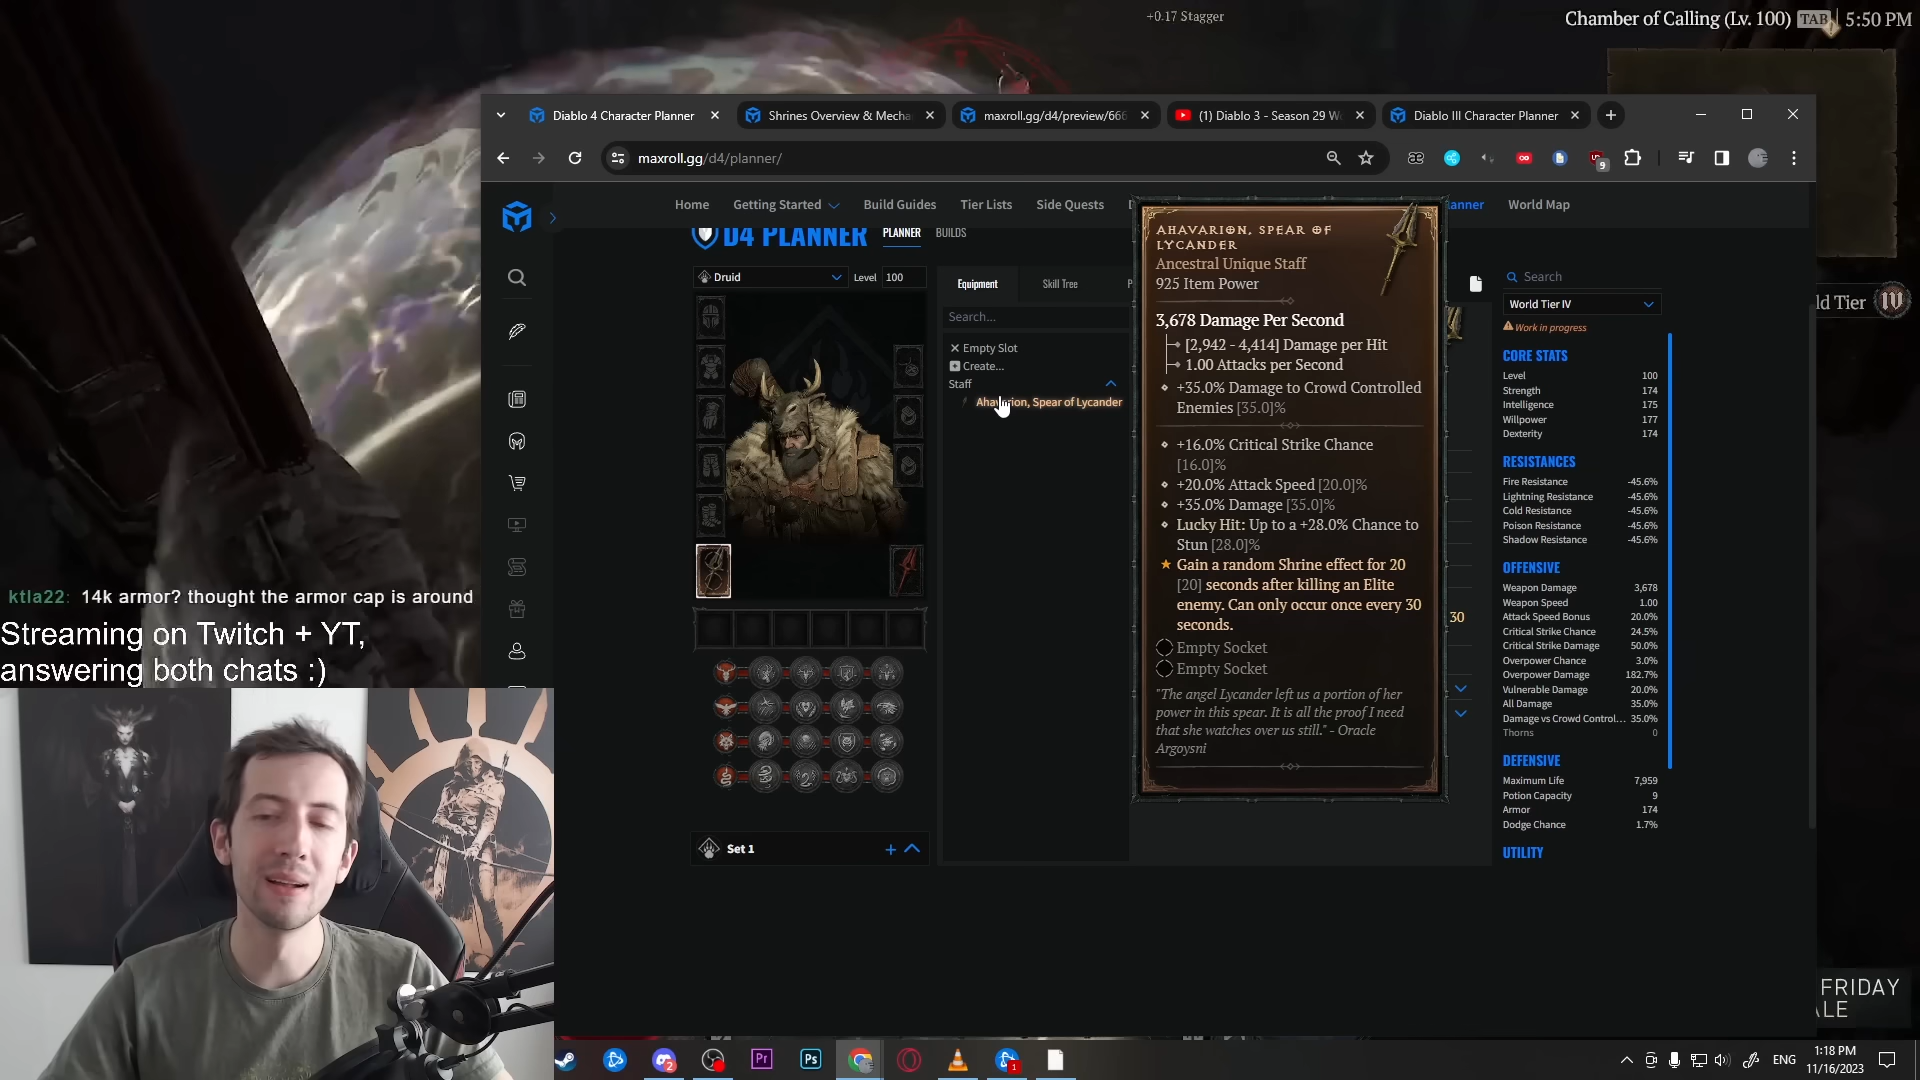 +0.17 Stagger
Chamber of Calling (Lv. 100) TAB 5:50 PM
Diablo 4 Character Planner
Shrines Overview & Mecha
maxroll.gg/d4/preview/666
(1) Diablo 3 - Season 29 W
Diablo III Character Planner
maxroll.gg/d4/planner/
9
Home
Getting Started
Build Guides
Tier Lists
Side Quests
anner
World Map
D4 PLANNER
PLANNER
BUILDS
Druid
Level 100
Equipment
Skill Tree
Search...
Empty Slot
Create...
Staff
Ahavarion, Spear of Lycander
AHAVARION, SPEAR OF
LYCANDER
Ancestral Unique Staff
925 Item Power
3,678 Damage Per Second
[2,942 - 4,414] Damage per Hit
1.00 Attacks per Second
+35.0% Damage to Crowd Controlled
Enemies [35.0]%
+16.0% Critical Strike Chance
[16.0]%
+20.0% Attack Speed [20.0]%
+35.0% Damage [35.0]%
Lucky Hit: Up to a +28.0% Chance to
Stun [28.0]%
Gain a random Shrine effect for 20
[20] seconds after killing an Elite
enemy. Can only occur once every 30
seconds.
Empty Socket
Empty Socket
"The angel Lycander left us a portion of her
power in this spear. It is all the proof I need
that she watches over us still." - Oracle
Argoysni
30
Search
World Tier IV
Work in progress
CORE STATS
Level 100
Strength 174
Intelligence 175
Willpower 177
Dexterity 174
RESISTANCES
Fire Resistance -45.6%
Lightning Resistance -45.6%
Cold Resistance -45.6%
Poison Resistance -45.6%
Shadow Resistance -45.6%
OFFENSIVE
Weapon Damage 3,678
Weapon Speed 1.00
Attack Speed Bonus 20.0%
Critical Strike Chance 24.5%
Critical Strike Damage 50.0%
Overpower Chance 3.0%
Overpower Damage 182.7%
Vulnerable Damage 20.0%
All Damage 35.0%
Damage vs Crowd Control... 35.0%
Thorns 0
DEFENSIVE
Maximum Life 7,959
Potion Capacity 9
Armor 174
Dodge Chance 1.7%
UTILITY
ld Tier IV
Set 1
ktla22: 14k armor? thought the armor cap is around
Streaming on Twitch + YT,
answering both chats :)
FRIDAY
ALE
Pr
Ps
2
1
ENG
1:18 PM
11/16/2023